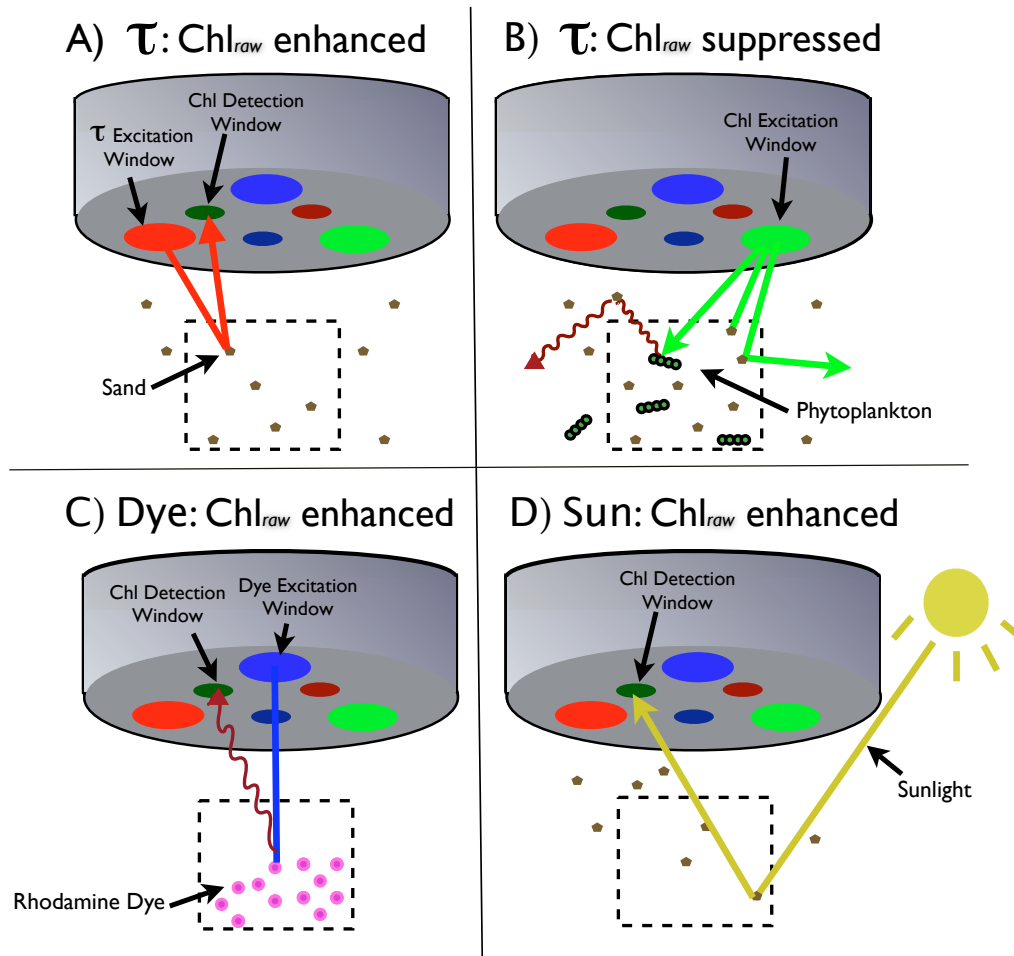 A) τ: Chlraw enhanced
Chl Detection
Window
τ Excitation
Window
Sand
B) τ: Chlraw suppressed
Chl Excitation
Window
Phytoplankton
C) Dye: Chlraw enhanced
Chl Detection
Window
Dye Excitation
Window
Rhodamine Dye
D) Sun: Chlraw enhanced
Chl Detection
Window
Sunlight